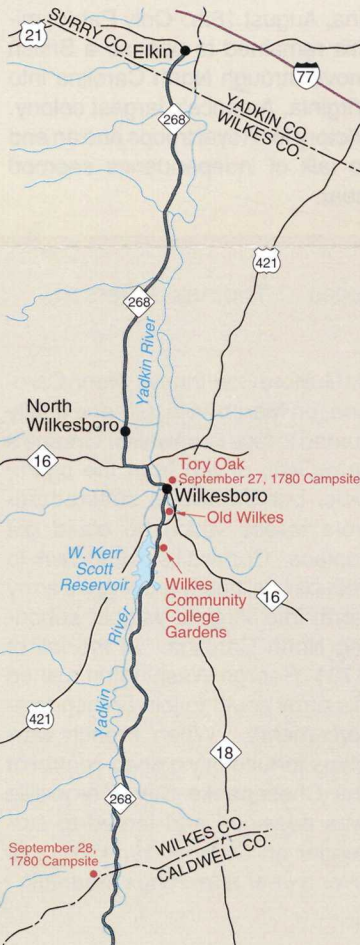 21
SURRY CO.
Elkin
77
YADKIN CO.
WILKES CO.
268
421
268
Yadkin River
North
Wilkesboro
16
Tory Oak
September 27, 1780 Campsite
Wilkesboro
Old Wilkes
W. Kerr
Scott
Reservoir
Wilkes
Community
College
Gardens
16
River
Yadkin
421
18
268
WILKES CO.
CALDWELL CO.
September 28,
1780 Campsite